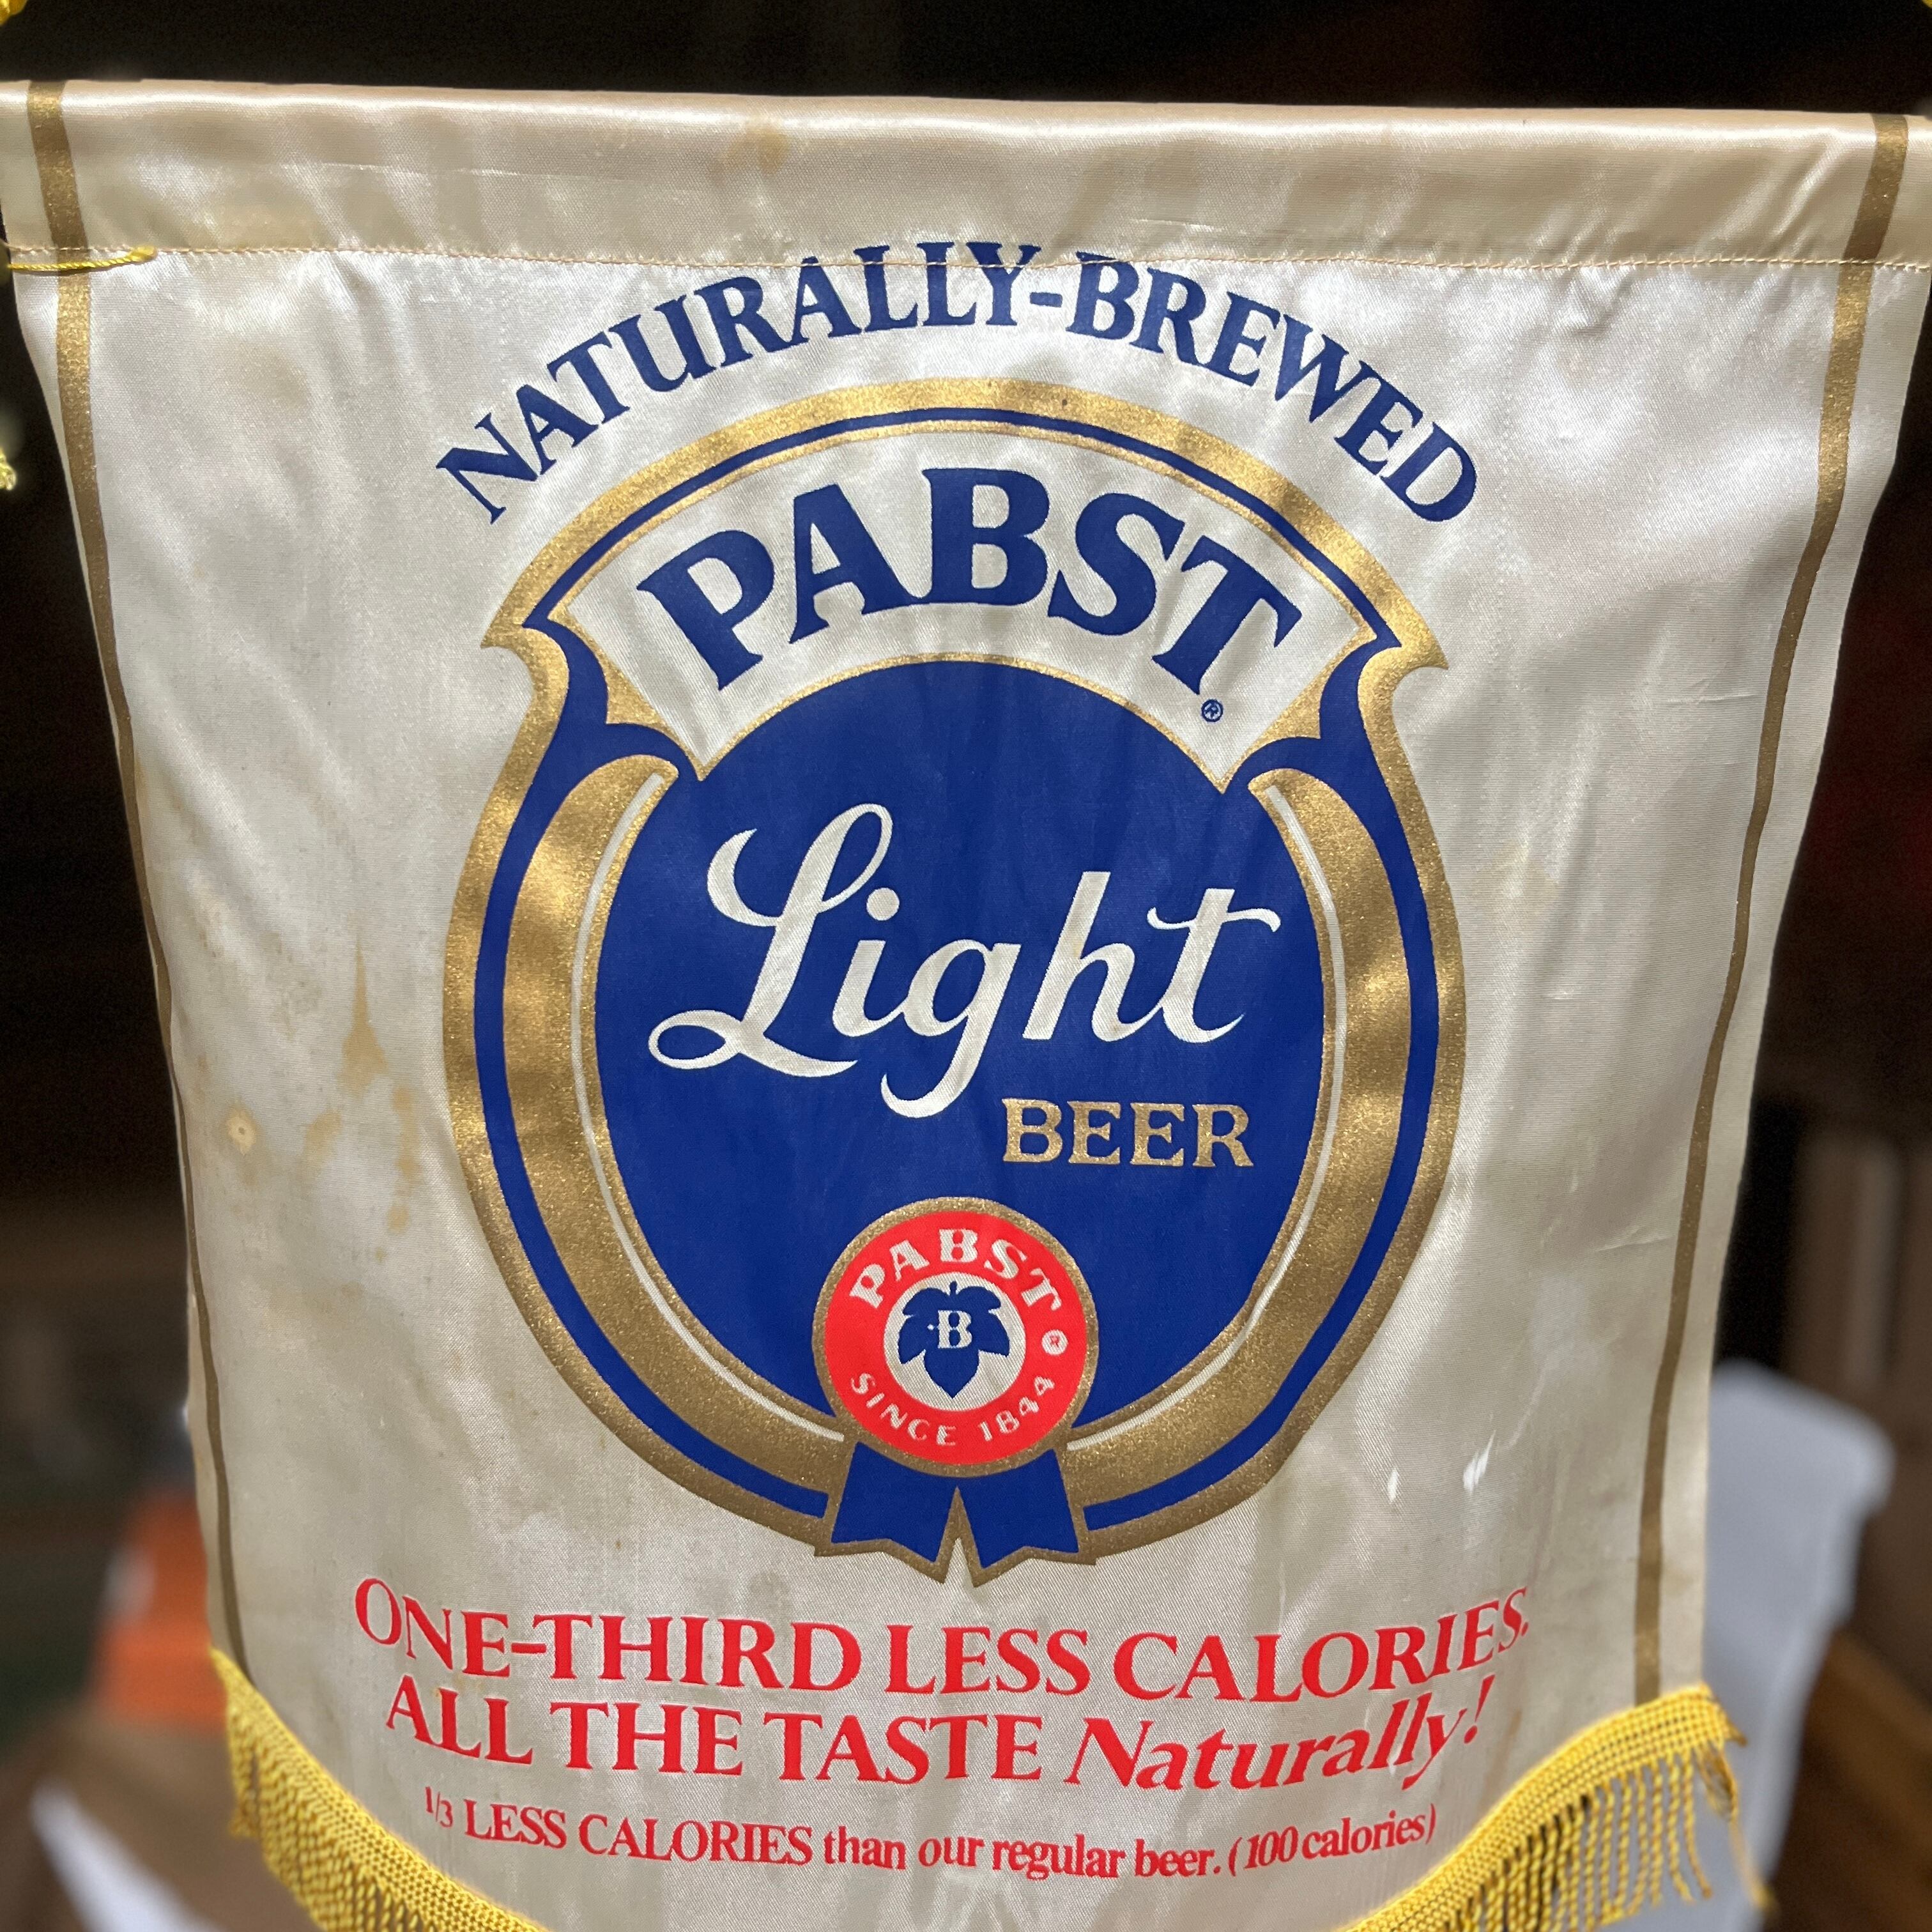 NATURALLY-BREWED
PABST®
Light
BEER
PABST®
B
SINCE 1844
ONE-THIRD LESS CALORIES.
ALL THE TASTE Naturally!
1/3 LESS CALORIES than our regular beer. (100 calories)